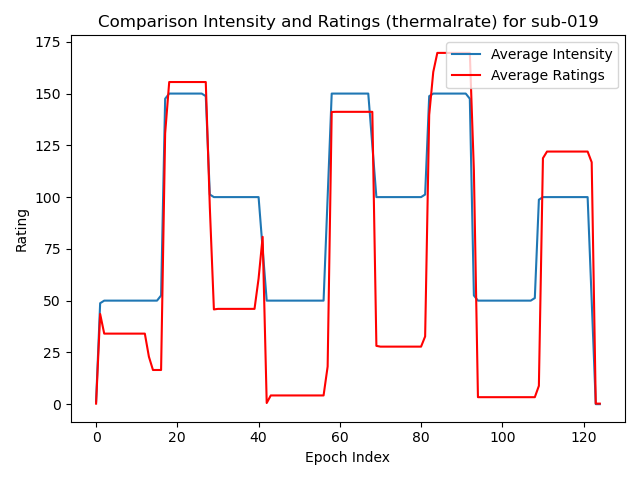 Comparison Intensity and Ratings (thermalrate) for sub-019
Average Intensity
Average Ratings
Rating
175
150
125
100
75
50
25
0
0 20 40 60 80 100 120
Epoch Index